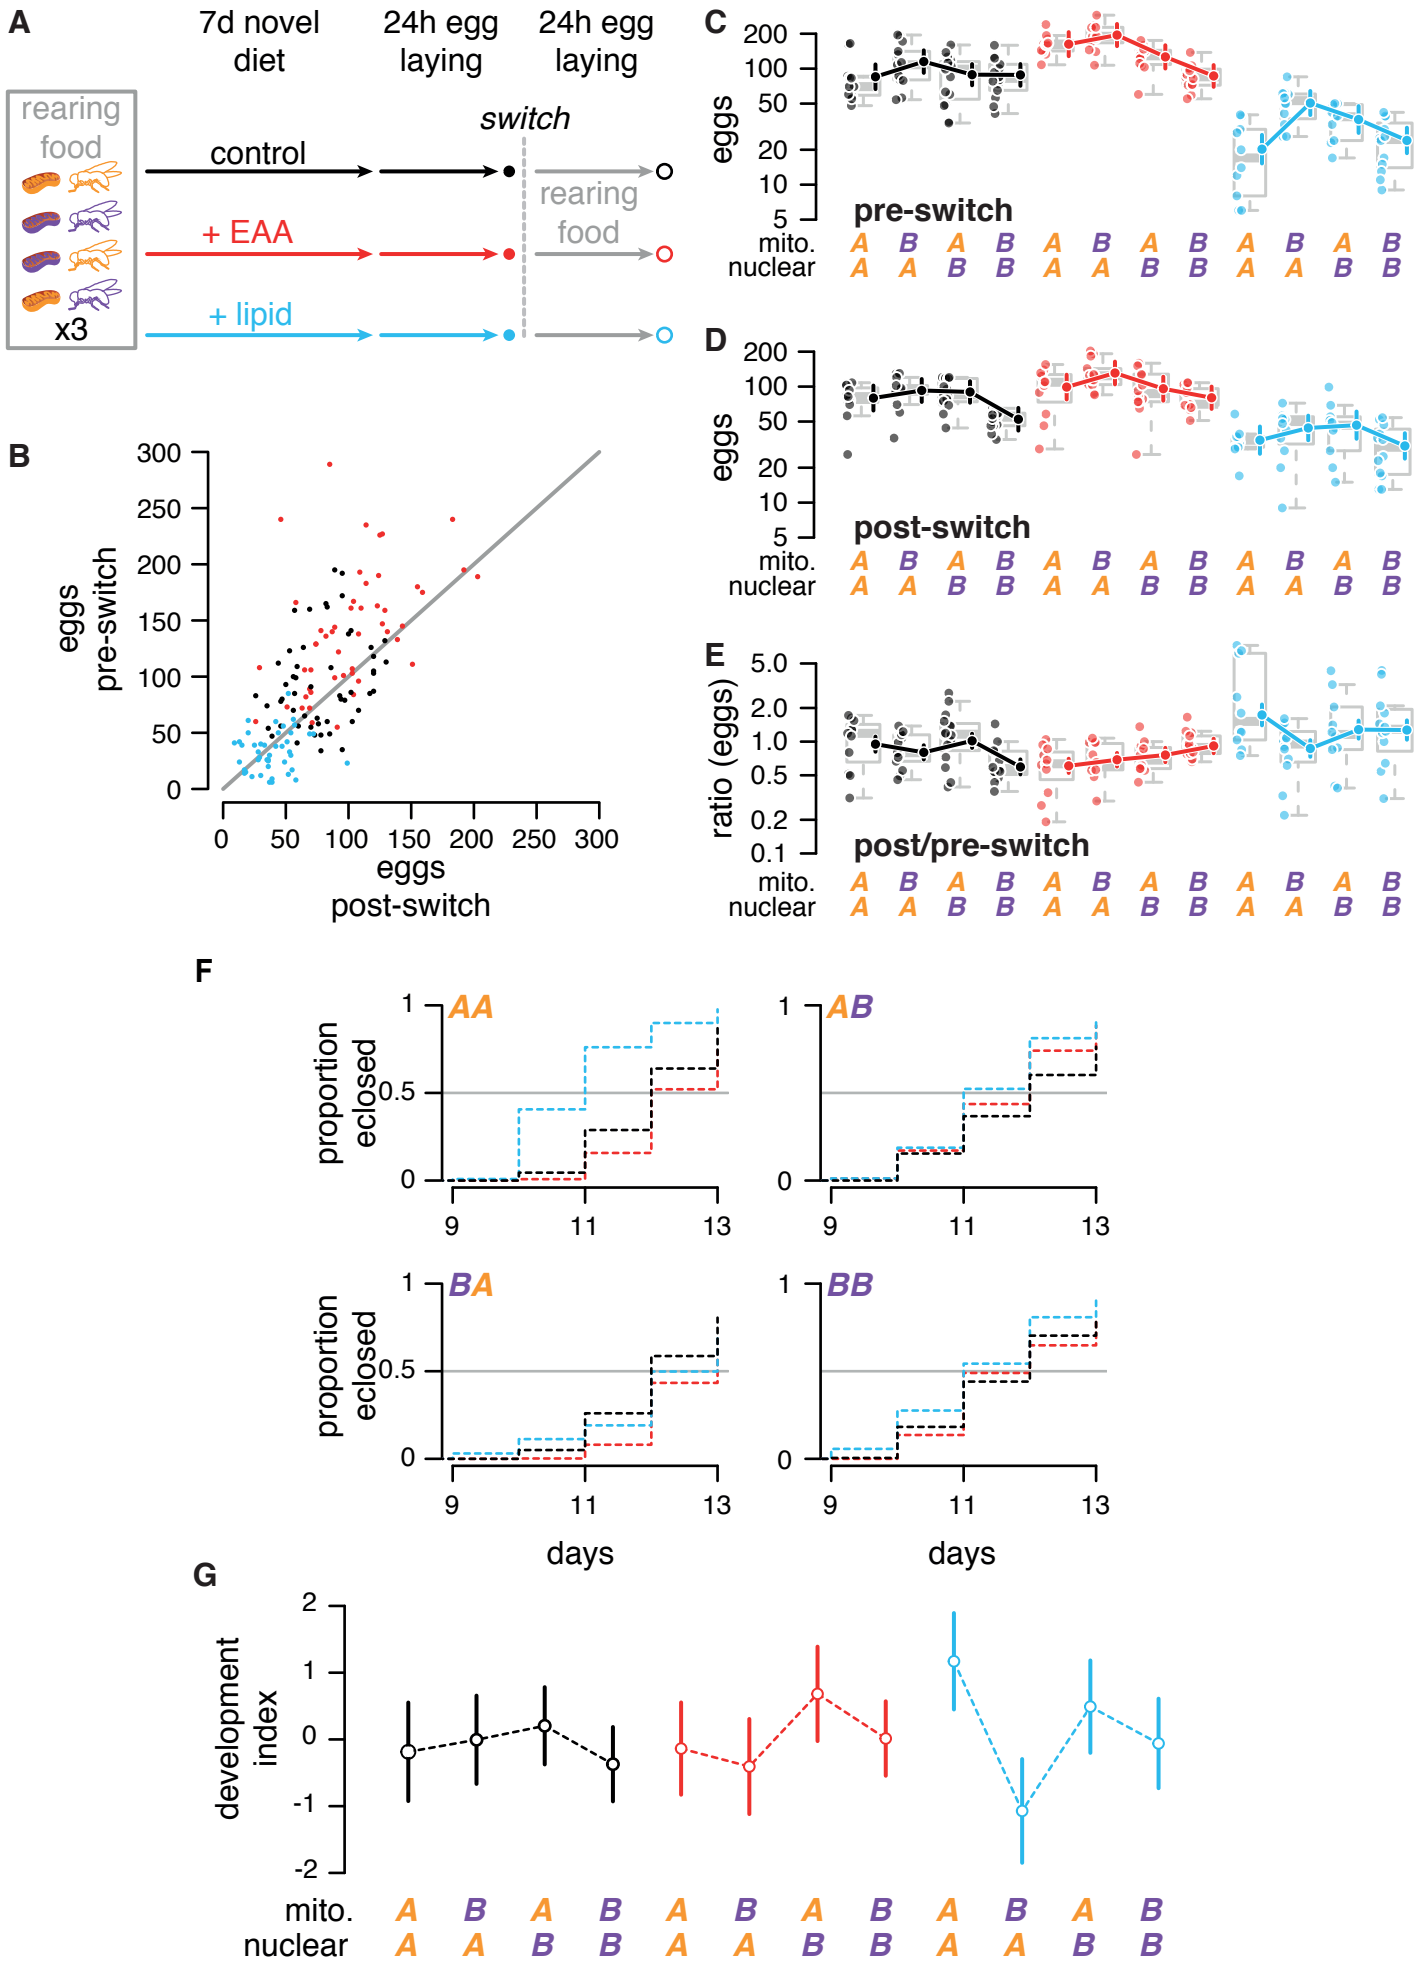 A
7d novel
diet
24h egg
laying
24h egg
laying
rearing
food
x3
switch
control
+ EAA
+ lipid
rearing
food
B
300
250
200
150
100
50
0
eggs
pre-switch
0 50 100 150 200 250 300
eggs
post-switch
C
200
100
50
20
10
5
eggs
pre-switch
mito. A B A B A B A B A B A B
nuclear A A B B A A B B A A B B
D
200
100
50
20
10
5
eggs
post-switch
mito. A B A B A B A B A B A B
nuclear A A B B A A B B A A B B
E
5.0
2.0
1.0
0.5
0.2
0.1
ratio (eggs)
post/pre-switch
mito. A B A B A B A B A B A B
nuclear A A B B A A B B A A B B
F
AA
1
0.5
0
proportion
eclosed
9 11 13
AB
1
0
9 11 13
BA
1
0.5
0
proportion
eclosed
9 11 13
days
BB
1
0
9 11 13
days
G
2
1
0
-1
-2
development
index
mito. A B A B A B A B A B A B
nuclear A A B B A A B B A A B B